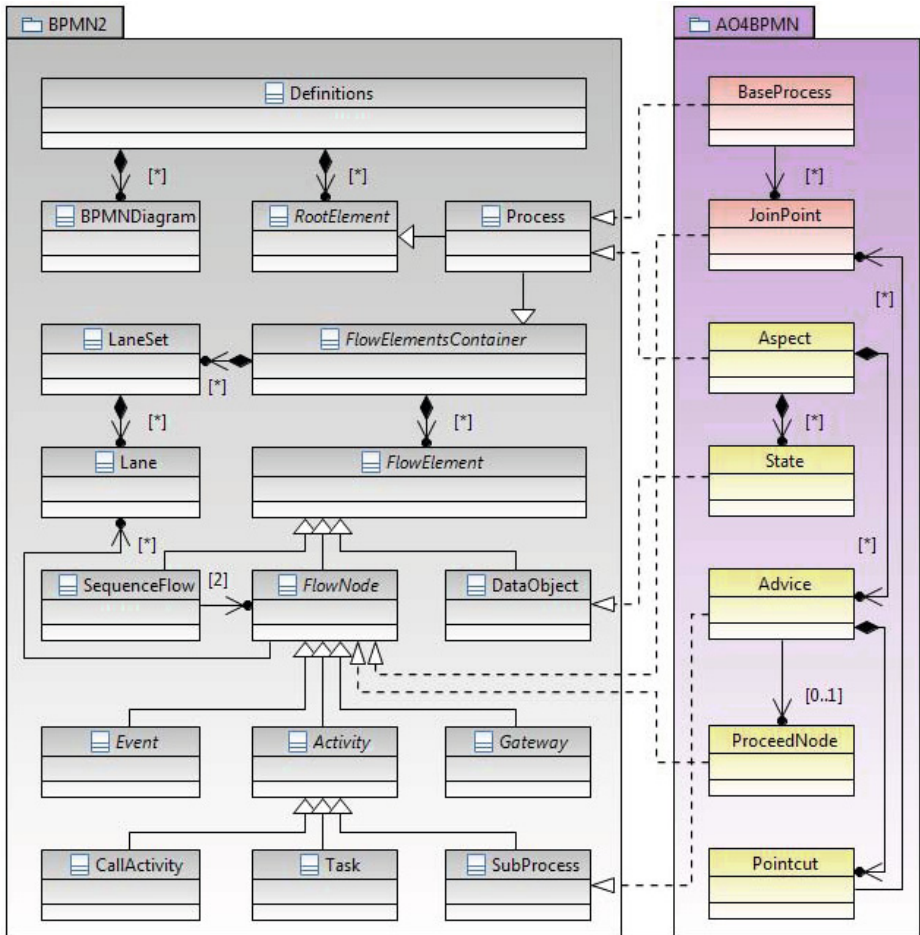 BPMN2
AO4BPMN
Definitions
BaseProcess
[*]
[*]
[*]
BPMNDiagram
RootElement
Process
JoinPoint
[*]
LaneSet
FlowElementsContainer
Aspect
[*]
[*]
[*]
[*]
Lane
FlowElement
State
[*]
[*]
SequenceFlow
[2]
FlowNode
DataObject
Advice
[0..1]
Event
Activity
Gateway
ProceedNode
CallActivity
Task
SubProcess
Pointcut